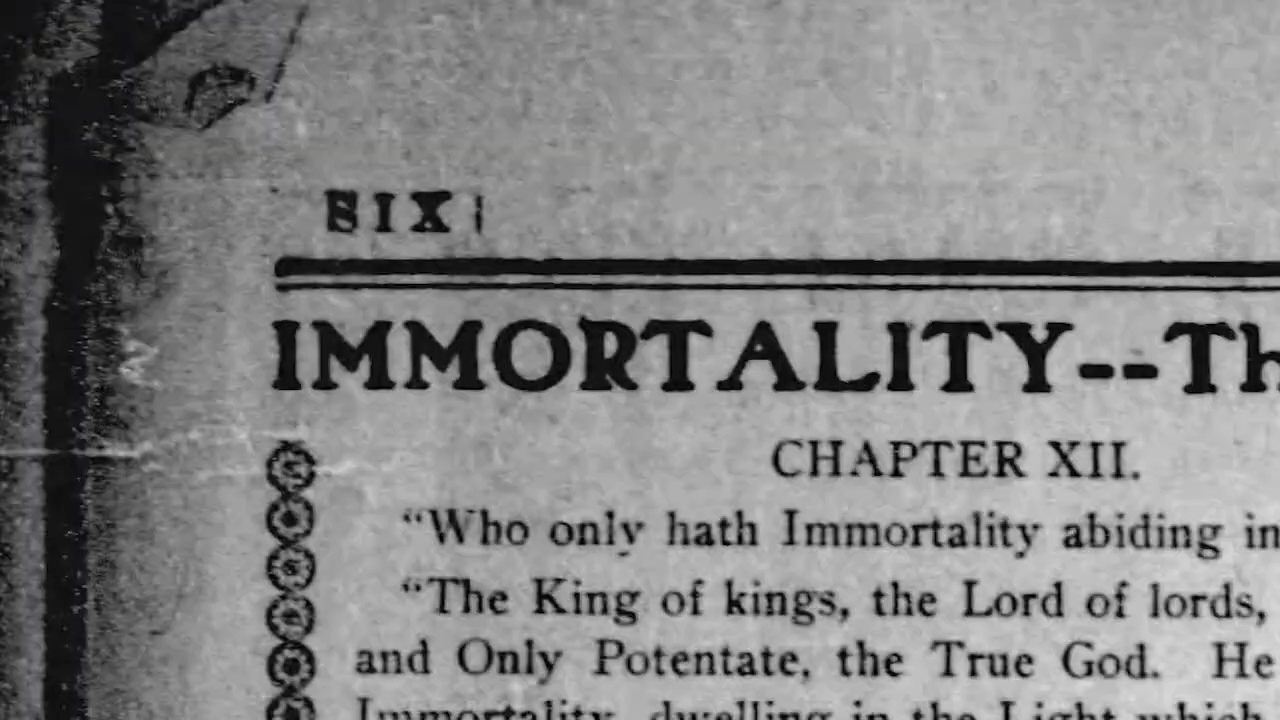 SIX
IMMORTALITY--Th
CHAPTER XII.
“Who only hath Immortality abiding in
“The King of kings, the Lord of lords,
and Only Potentate, the True God. He
Immortality, dwelling in the Light which